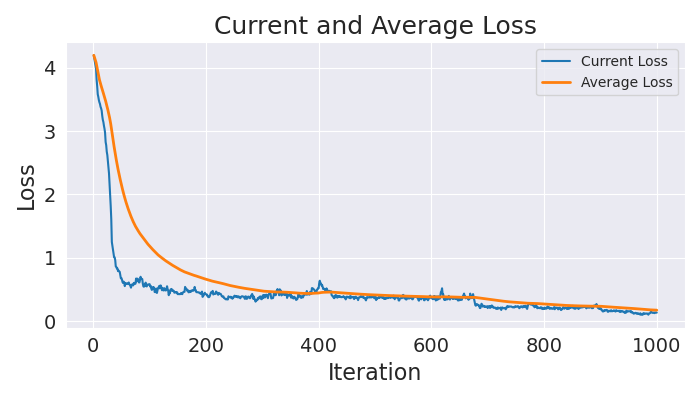 Current and Average Loss
Current Loss
Average Loss
Loss
4
3
2
1
0
0 200 400 600 800 1000
Iteration